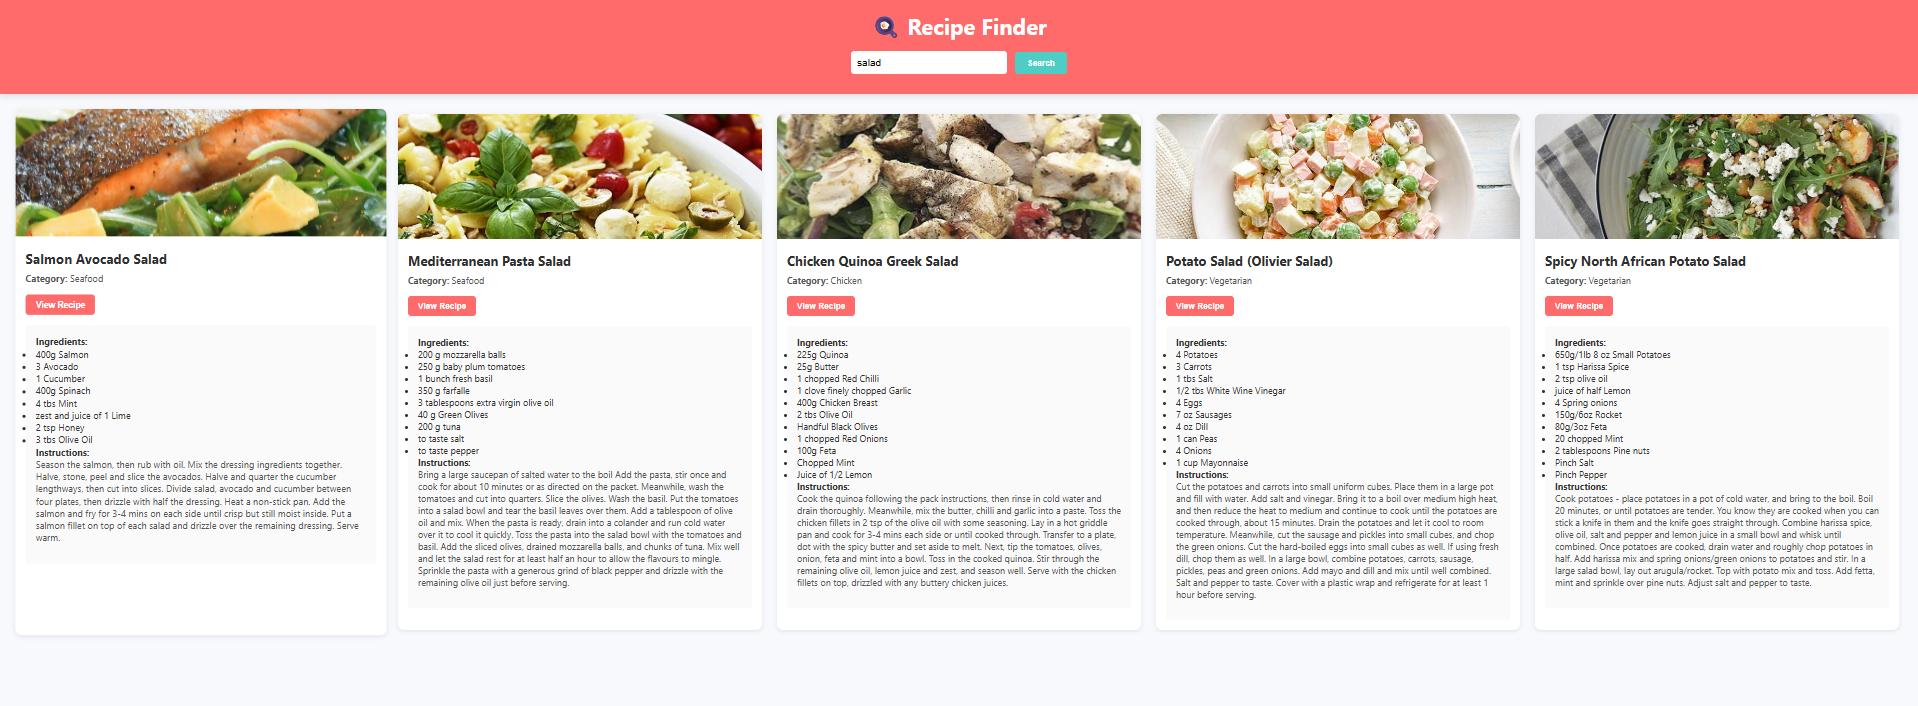 Recipe Finder
salad
Search
Salmon Avocado Salad
Category: Seafood
View Recipe
Ingredients:
400g Salmon
3 Avocado
1 Cucumber
400g Spinach
4 tbs Mint
zest and juice of 1 Lime
2 tsp Honey
3 tbs Olive Oil
Instructions:
Season the salmon, then rub with oil. Mix the dressing ingredients together.
Halve, stone, peel and slice the avocados. Halve and quarter the cucumber
lengthways, then cut into slices. Divide salad, avocado and cucumber between
four plates, then drizzle with half the dressing. Heat a non-stick pan. Add the
salmon and fry for 3-4 mins on each side until crisp but still moist inside. Put a
salmon fillet on top of each salad and drizzle over the remaining dressing. Serve
warm.
Mediterranean Pasta Salad
Category: Seafood
View Recipe
Ingredients:
200 g mozzarella balls
250 g baby plum tomatoes
1 bunch fresh basil
350 g farfalle
3 tablespoons extra virgin olive oil
40 g Green Olives
200 g tuna
to taste salt
to taste pepper
Instructions:
Bring a large saucepan of salted water to the boil Add the pasta, stir once and
cook for about 10 minutes or as directed on the packet. Meanwhile, wash the
tomatoes and cut into quarters. Slice the olives. Wash the basil. Put the tomatoes
into a salad bowl and tear the basil leaves over them. Add a tablespoon of olive
oil and mix. When the pasta is ready, drain into a colander and run cold water
over it to cool it quickly. Toss the pasta into the salad bowl with the tomatoes and
basil. Add the sliced olives, drained mozzarella balls, and chunks of tuna. Mix well
and let the salad rest for at least half an hour to allow the flavours to mingle.
Sprinkle the pasta with a generous grind of black pepper and drizzle with the
remaining olive oil just before serving.
Chicken Quinoa Greek Salad
Category: Chicken
View Recipe
Ingredients:
225g Quinoa
25g Butter
1 chopped Red Chilli
1 clove finely chopped Garlic
400g Chicken Breast
2 tbs Olive Oil
Handful Black Olives
1 chopped Red Onions
100g Feta
Chopped Mint
Juice of 1/2 Lemon
Instructions:
Cook the quinoa following the pack instructions, then rinse in cold water and
drain thoroughly. Meanwhile, mix the butter, chilli and garlic into a paste. Toss the
chicken fillets in 2 tsp of the olive oil with some seasoning. Lay in a hot griddle
pan and cook for 3-4 mins each side or until cooked through. Transfer to a plate,
dot with the spicy butter and set aside to melt. Next, tip the tomatoes, olives,
onion, feta and mint into a bowl. Toss in the cooked quinoa. Stir through the
remaining olive oil, lemon juice and zest, and season well. Serve with the chicken
fillets on top, drizzled with any buttery chicken juices.
Potato Salad (Olivier Salad)
Category: Vegetarian
View Recipe
Ingredients:
4 Potatoes
3 Carrots
1 tbs Salt
1/2 tbs White Wine Vinegar
4 Eggs
7 oz Sausages
4 oz Dill
1 can Peas
4 Onions
1 cup Mayonnaise
Instructions:
Cut the potatoes and carrots into small uniform cubes. Place them in a large pot
and fill with water. Add salt and vinegar. Bring it to a boil over medium high heat,
and then reduce the heat to medium and continue to cook until the potatoes are
cooked through, about 15 minutes. Drain the potatoes and let it cool to room
temperature. Meanwhile, cut the sausage and pickles into small cubes, and chop
the green onions. Cut the hard-boiled eggs into small cubes as well. If using fresh
dill, chop them as well. In a large bowl, combine potatoes, carrots, sausage,
pickles, peas and green onions. Add mayo and dill and mix until well combined.
Salt and pepper to taste. Cover with a plastic wrap and refrigerate for at least 1
hour before serving.
Spicy North African Potato Salad
Category: Vegetarian
View Recipe
Ingredients:
650g/1lb 8 oz Small Potatoes
1 tsp Harissa Spice
2 tsp olive oil
juice of half Lemon
4 Spring onions
150g/6oz Rocket
80g/3oz Feta
20 chopped Mint
2 tablespoons Pine nuts
Pinch Salt
Pinch Pepper
Instructions:
Cook potatoes - place potatoes in a pot of cold water, and bring to the boil. Boil
20 minutes, or until potatoes are tender. You know they are cooked when you can
stick a knife in them and the knife goes straight through. Combine harissa spice,
olive oil, salt and pepper and lemon juice in a small bowl and whisk until
combined. Once potatoes are cooked, drain water and roughly chop potatoes in
half. Add harissa mix and spring onions/green onions to potatoes and stir. In a
large salad bowl, lay out arugula/rocket. Top with potato mix and toss. Add fetta,
mint and sprinkle over pine nuts. Adjust salt and pepper to taste.